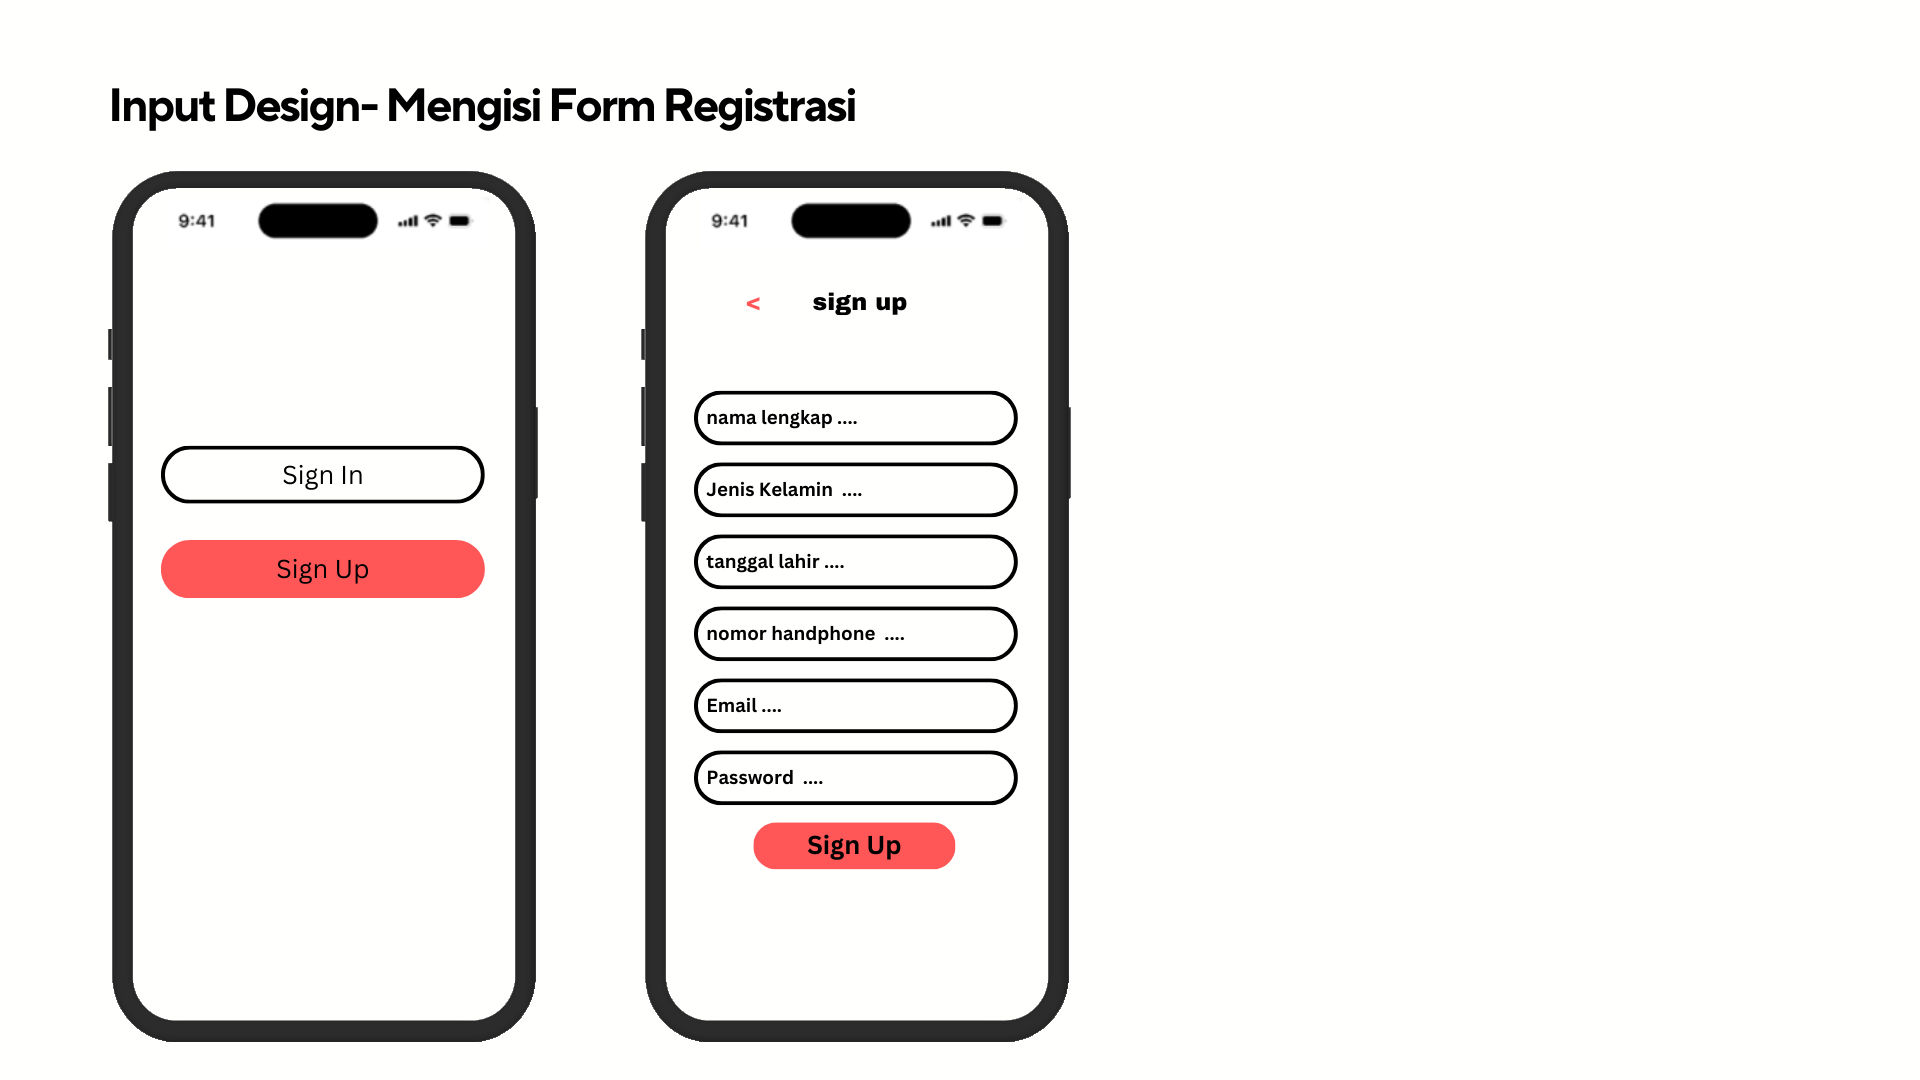 Input Design- Mengisi Form Registrasi
9:41
Sign In
Sign Up
9:41
< sign up
nama lengkap ....
Jenis Kelamin ....
tanggal lahir ....
nomor handphone ....
Email ....
Password ....
Sign Up